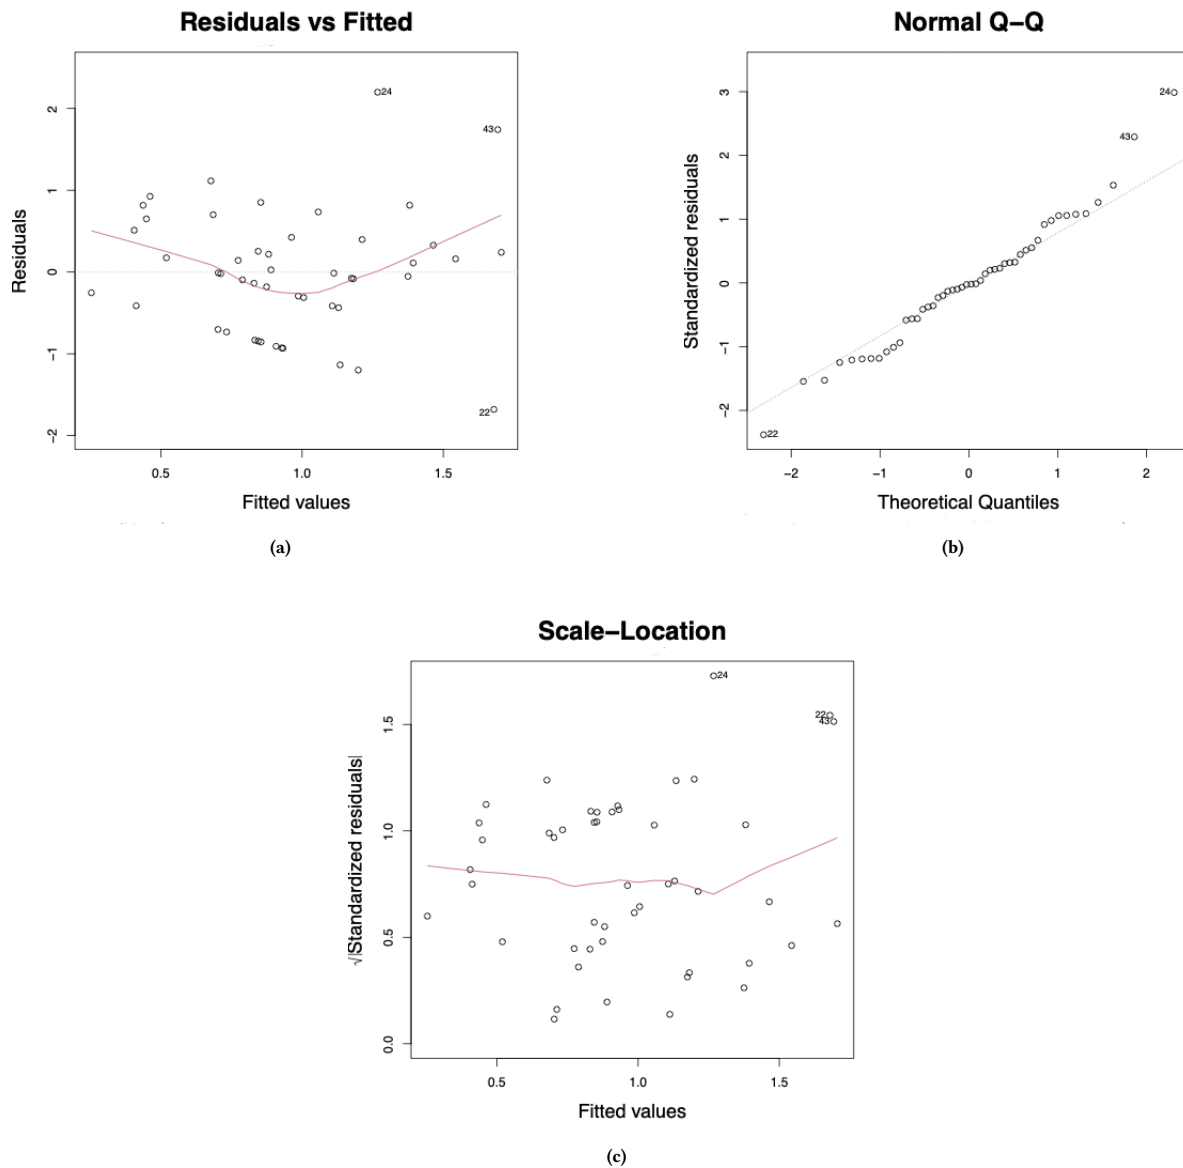 Residuals vs Fitted
Residuals
2
1
0
−1
−2
24
43
22
0.5 1.0 1.5
Fitted values
(a)
Normal Q−Q
Standardized residuals
3
2
1
0
−1
−2
24
43
22
−2 −1 0 1 2
Theoretical Quantiles
(b)
Scale−Location
√|Standardized residuals|
1.5
1.0
0.5
0.0
24
22
43
0.5 1.0 1.5
Fitted values
(c)